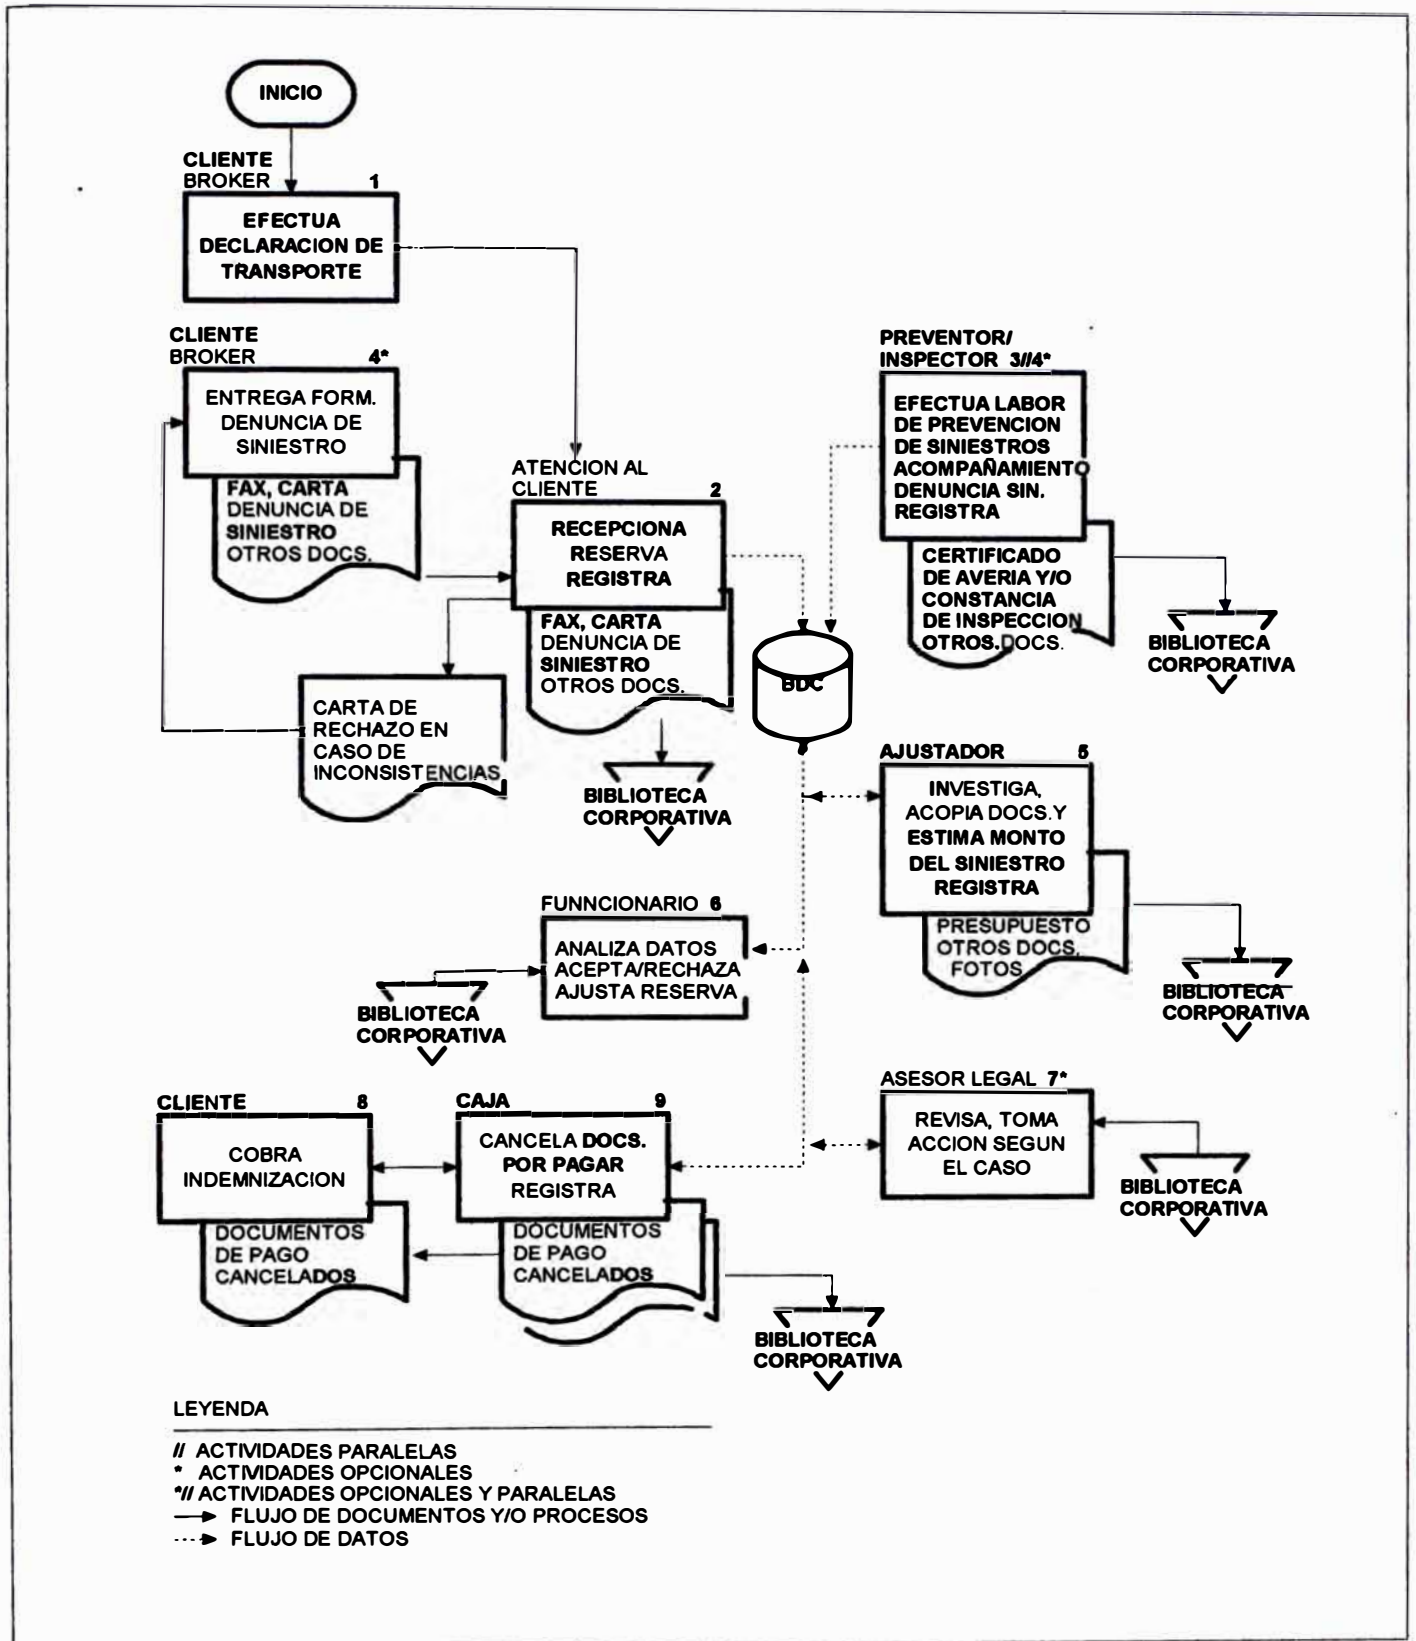 INICIO
CLIENTE
BROKER 1
EFECTUA
DECLARACION DE
TRANSPORTE
CLIENTE
BROKER 4*
ENTREGA FORM.
DENUNCIA DE
SINIESTRO
FAX, CARTA
DENUNCIA DE
SINIESTRO
OTROS DOCS.
ATENCION AL
CLIENTE 2
RECEPCIONA
RESERVA
REGISTRA
FAX, CARTA
DENUNCIA DE
SINIESTRO
OTROS DOCS.
CARTA DE
RECHAZO EN
CASO DE
INCONSISTENCIAS
BIBLIOTECA
CORPORATIVA
BDC
PREVENTOR/
INSPECTOR 3//4*
EFECTUA LABOR
DE PREVENCION
DE SINIESTROS
ACOMPAÑAMIENTO
DENUNCIA SIN.
REGISTRA
CERTIFICADO
DE AVERIA Y/O
CONSTANCIA
DE INSPECCION
OTROS.DOCS.
BIBLIOTECA
CORPORATIVA
AJUSTADOR 5
INVESTIGA,
ACOPIA DOCS.Y
ESTIMA MONTO
DEL SINIESTRO
REGISTRA
PRESUPUESTO
OTROS DOCS.
FOTOS
BIBLIOTECA
CORPORATIVA
FUNNCIONARIO 6
ANALIZA DATOS
ACEPTA/RECHAZA
AJUSTA RESERVA
BIBLIOTECA
CORPORATIVA
ASESOR LEGAL 7*
REVISA, TOMA
ACCION SEGUN
EL CASO
BIBLIOTECA
CORPORATIVA
CLIENTE 8
COBRA
INDEMNIZACION
DOCUMENTOS
DE PAGO
CANCELADOS
CAJA 9
CANCELA DOCS.
POR PAGAR
REGISTRA
DOCUMENTOS
DE PAGO
CANCELADOS
BIBLIOTECA
CORPORATIVA
LEYENDA
// ACTIVIDADES PARALELAS
* ACTIVIDADES OPCIONALES
*// ACTIVIDADES OPCIONALES Y PARALELAS
FLUJO DE DOCUMENTOS Y/O PROCESOS
FLUJO DE DATOS